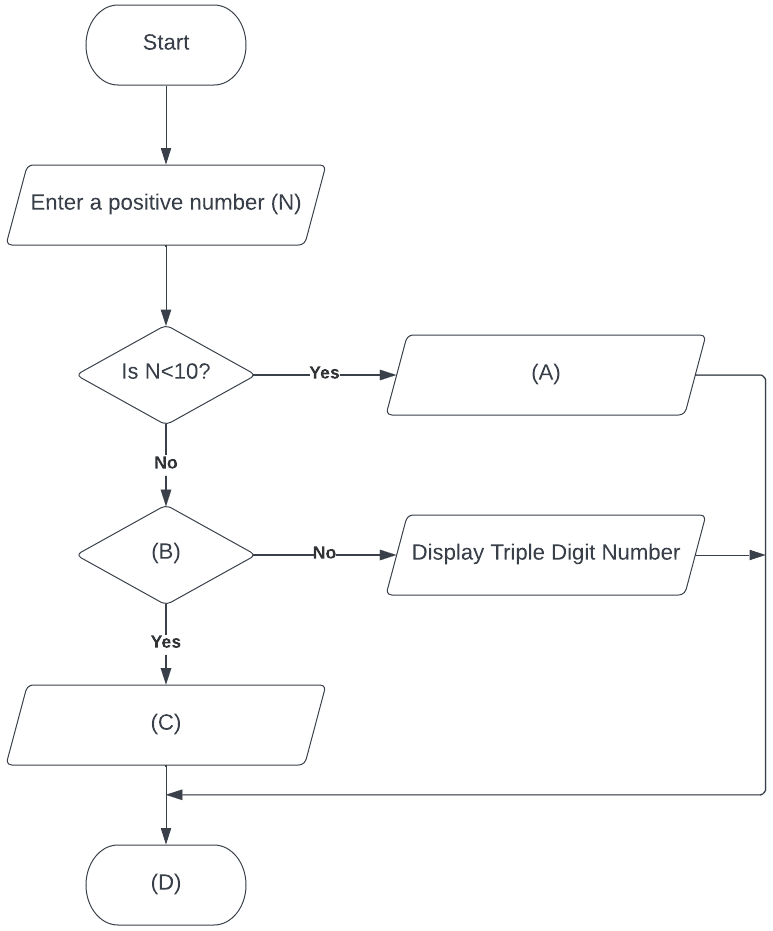 Start
Enter a positive number (N)
Is N<10?
Yes
(A)
No
(B)
No
Display Triple Digit Number
Yes
(C)
(D)